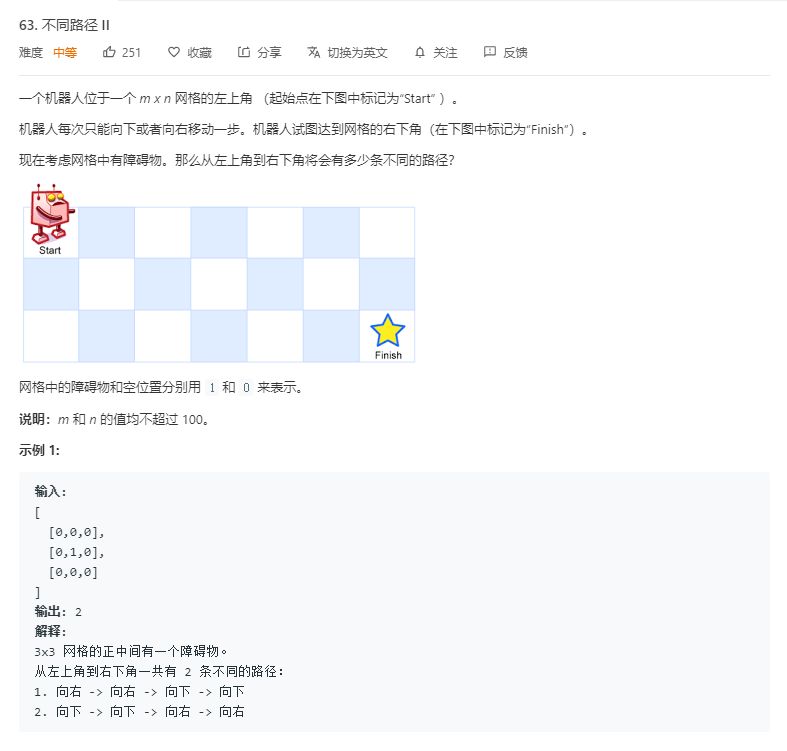 63. 不同路径 II
难度 中等 251 收藏 分享 切换为英文 关注 反馈
一个机器人位于一个 m x n 网格的左上角 （起始点在下图中标记为“Start” ）。
机器人每次只能向下或者向右移动一步。机器人试图达到网格的右下角（在下图中标记为“Finish”）。
现在考虑网格中有障碍物。那么从左上角到右下角将会有多少条不同的路径？
Start
Finish
网格中的障碍物和空位置分别用 1 和 0 来表示。
说明：m 和 n 的值均不超过 100。
示例 1:
输入:
[
  [0,0,0],
  [0,1,0],
  [0,0,0]
]
输出: 2
解释:
3x3 网格的正中间有一个障碍物。
从左上角到右下角一共有 2 条不同的路径：
1. 向右 -> 向右 -> 向下 -> 向下
2. 向下 -> 向下 -> 向右 -> 向右